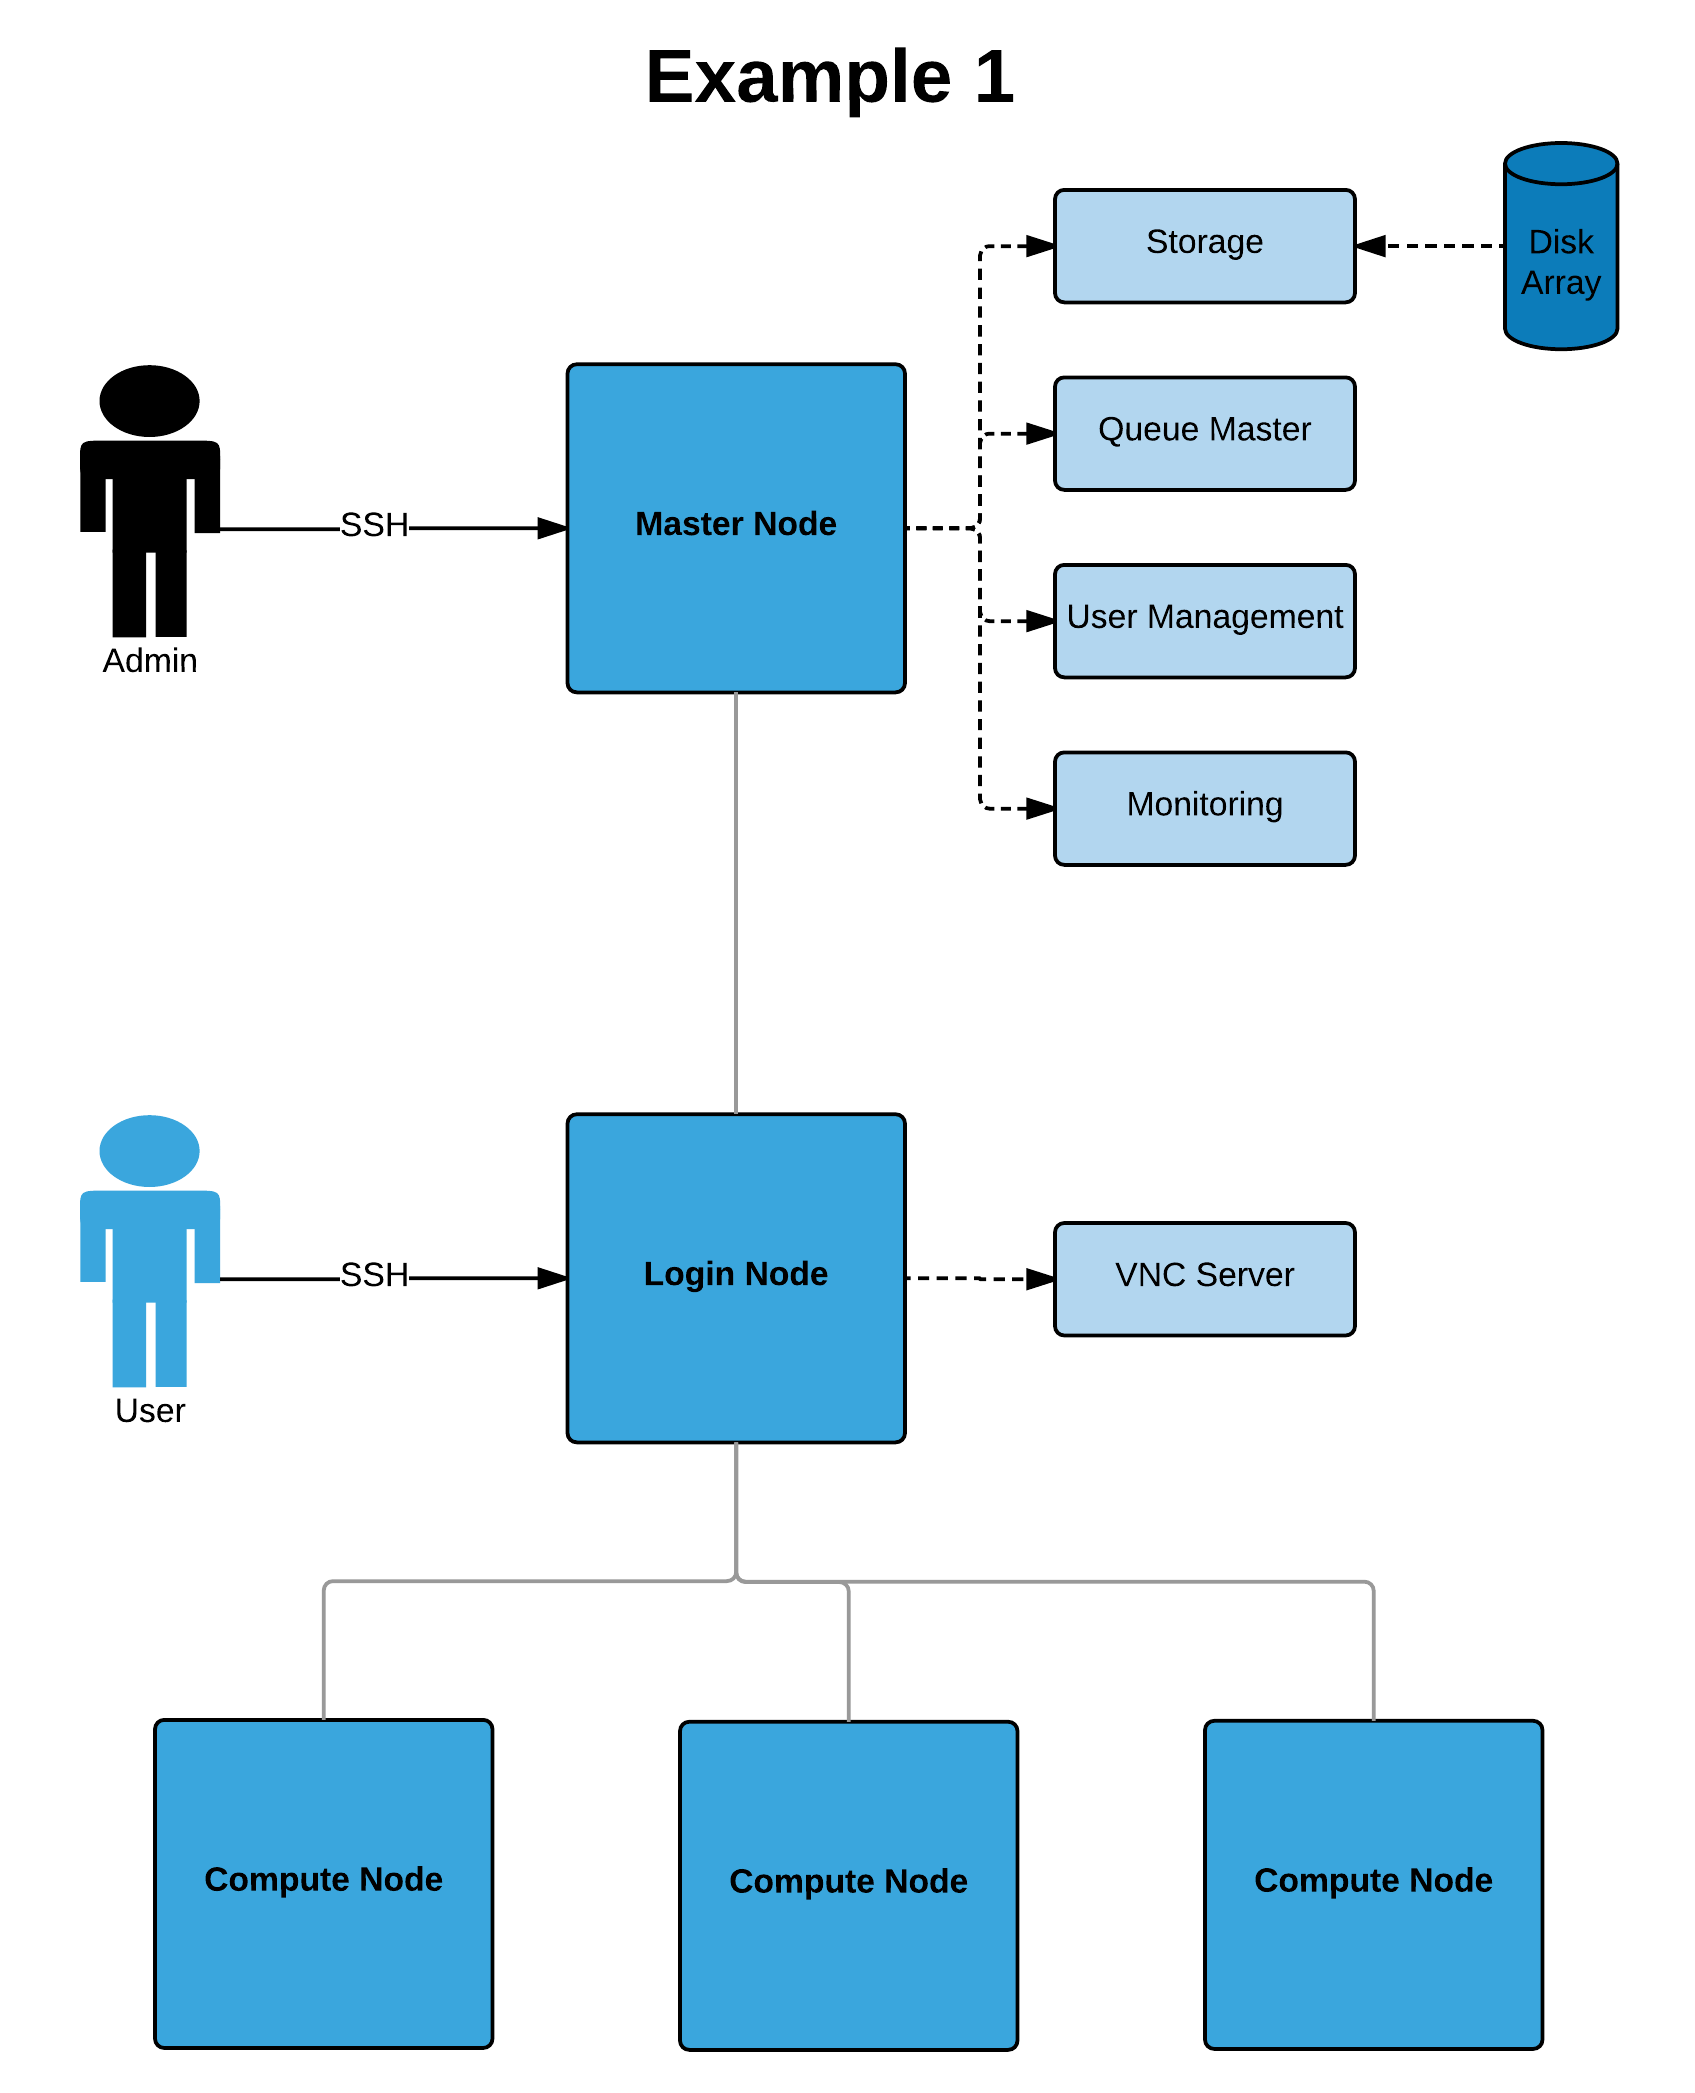 Example 1
Storage
Disk
Array
Queue Master
SSH
Master Node
User Management
Admin
Monitoring
SSH
Login Node
VNC Server
User
Compute Node
Compute Node
Compute Node